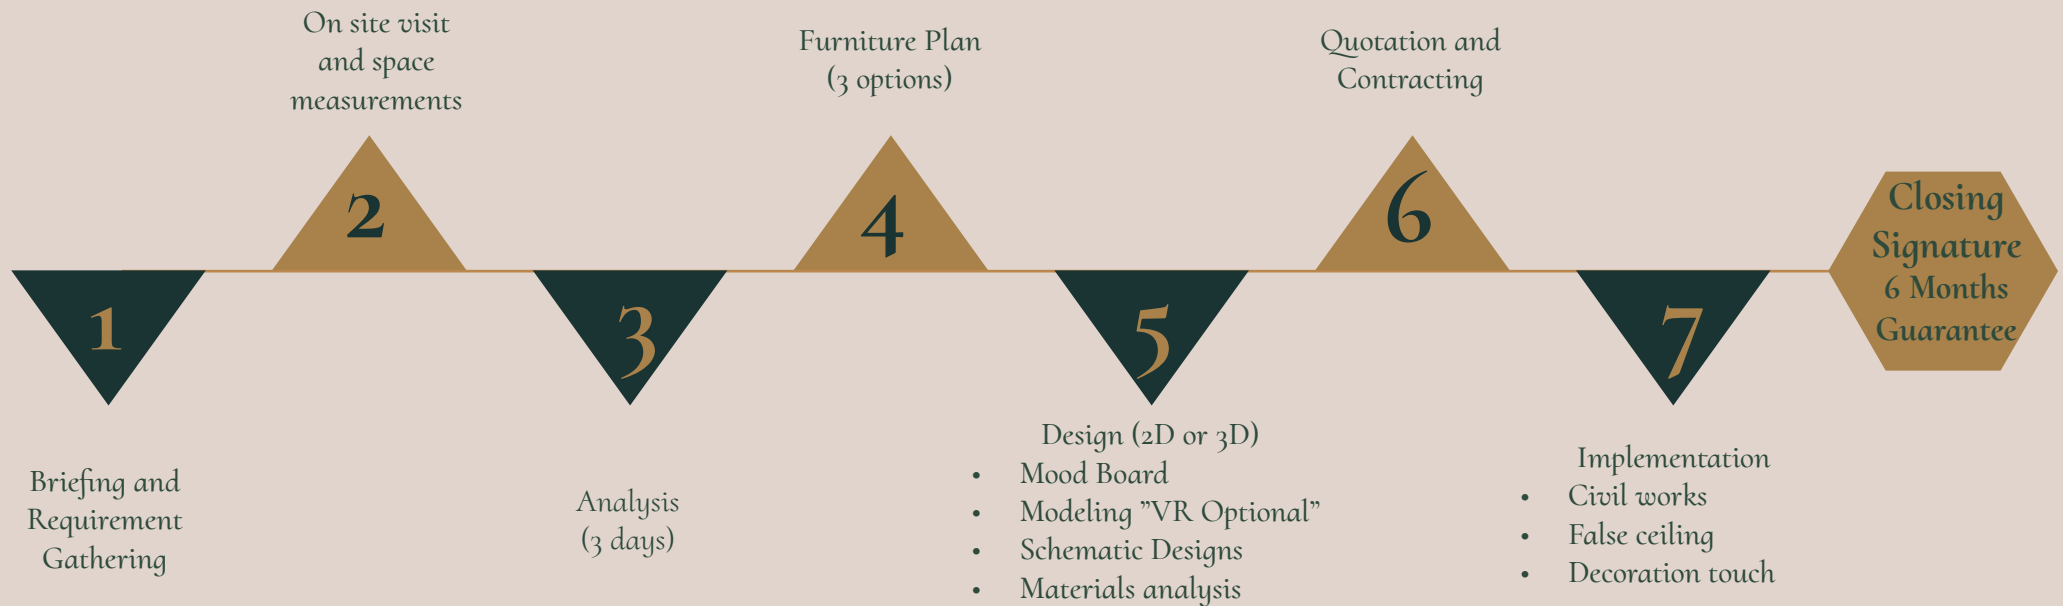 1
Briefing and
Requirement
Gathering
On site visit
and space
measurements
2
3
Analysis
(3 days)
Furniture Plan
(3 options)
4
5
Design (2D or 3D)
• Mood Board
• Modeling ”VR Optional”
• Schematic Designs
• Materials analysis
Quotation and
Contracting
6
7
Implementation
• Civil works
• False ceiling
• Decoration touch
Closing
Signature
6 Months
Guarantee